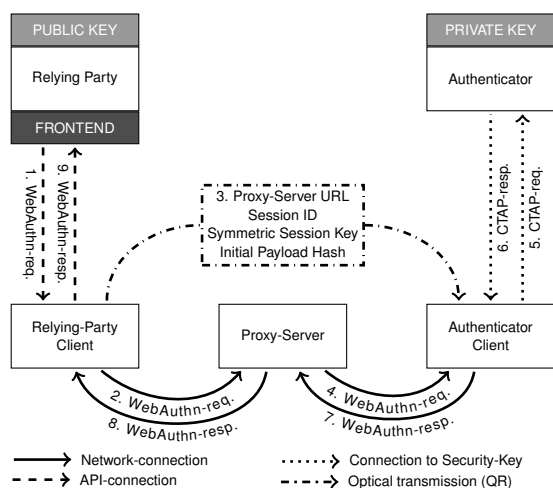 PUBLIC KEY
Relying Party
FRONTEND
PRIVATE KEY
Authenticator
1. WebAuthn-req.
9. WebAuthn-resp.
3. Proxy-Server URL
Session ID
Symmetric Session Key
Initial Payload Hash
6. CTAP-resp.
5. CTAP-req.
Relying-Party
Client
Proxy-Server
Authenticator
Client
2. WebAuthn-req.
8. WebAuthn-resp.
4. WebAuthn-req.
7. WebAuthn-resp.
Network-connection
API-connection
Connection to Security-Key
Optical transmission (QR)